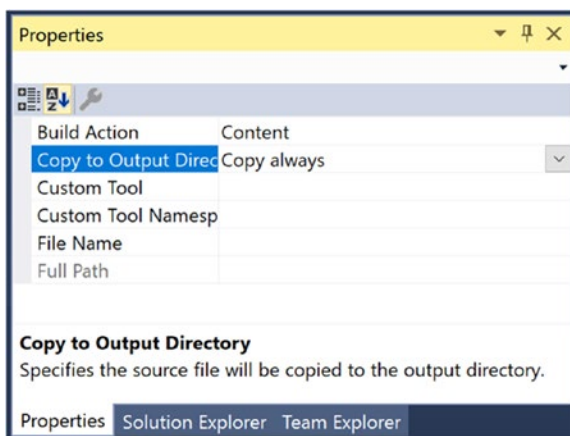 Properties
Build Action Content
Copy to Output Direc Copy always
Custom Tool
Custom Tool Namesp
File Name
Full Path
Copy to Output Directory
Specifies the source file will be copied to the output directory.
Properties Solution Explorer Team Explorer